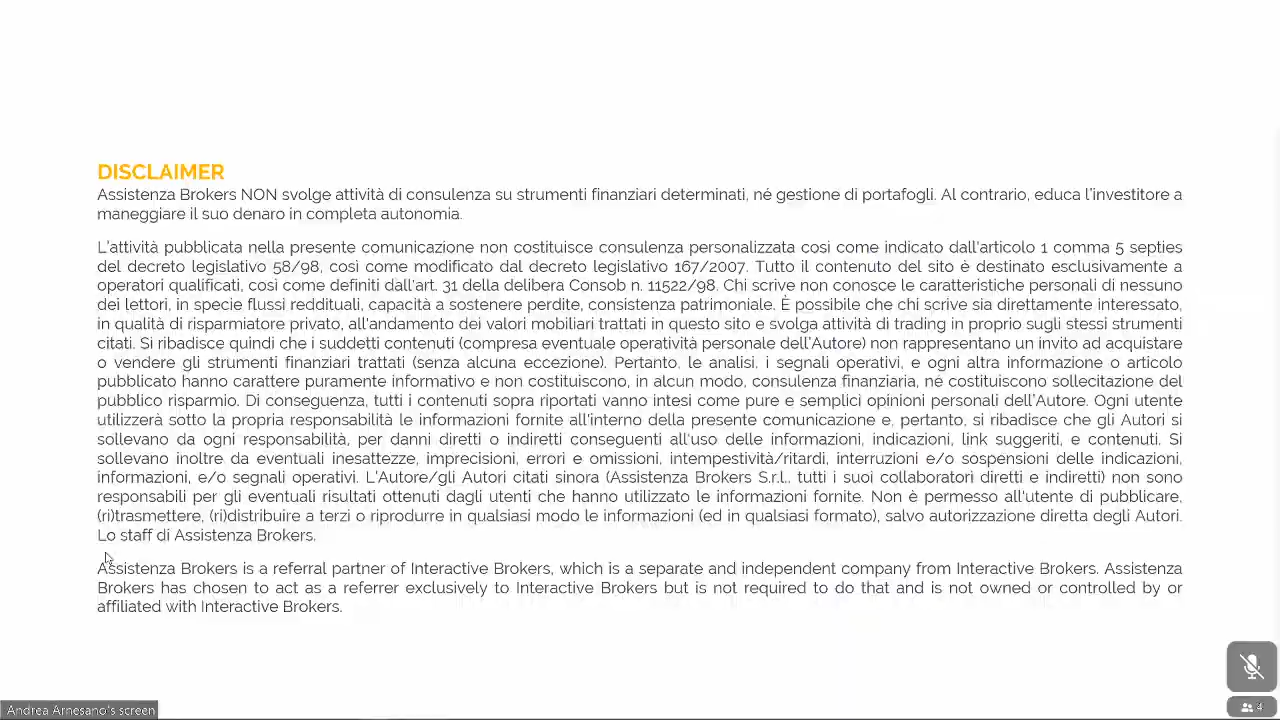 DISCLAIMER
Assistenza Brokers NON svolge attività di consulenza su strumenti finanziari determinati, né gestione di portafogli. Al contrario, educa l'investitore a
maneggiare il suo denaro in completa autonomia.
L'attività pubblicata nella presente comunicazione non costituisce consulenza personalizzata così come indicato dall'articolo 1 comma 5 septies
del decreto legislativo 58/98, così come modificato dal decreto legislativo 167/2007. Tutto il contenuto del sito è destinato esclusivamente a
operatori qualificati, così come definiti dall'art. 31 della delibera Consob n. 11522/98. Chi scrive non conosce le caratteristiche personali di nessuno
dei lettori, in specie flussi reddituali, capacità a sostenere perdite, consistenza patrimoniale. È possibile che chi scrive sia direttamente interessato,
in qualità di risparmiatore privato, all'andamento dei valori mobiliari trattati in questo sito e svolga attività di trading in proprio sugli stessi strumenti
citati. Si ribadisce quindi che i suddetti contenuti (compresa eventuale operatività personale dell'Autore) non rappresentano un invito ad acquistare
o vendere gli strumenti finanziari trattati (senza alcuna eccezione). Pertanto, le analisi, i segnali operativi, e ogni altra informazione o articolo
pubblicato hanno carattere puramente informativo e non costituiscono, in alcun modo, consulenza finanziaria, né costituiscono sollecitazione del
pubblico risparmio. Di conseguenza, tutti i contenuti sopra riportati vanno intesi come pure e semplici opinioni personali dell'Autore. Ogni utente
utilizzerà sotto la propria responsabilità le informazioni fornite all'interno della presente comunicazione e, pertanto, si ribadisce che gli Autori si
sollevano da ogni responsabilità, per danni diretti o indiretti conseguenti all'uso delle informazioni, indicazioni, link suggeriti, e contenuti. Si
sollevano inoltre da eventuali inesattezze, imprecisioni, errori e omissioni, intempestività/ritardi, interruzioni e/o sospensioni delle indicazioni,
informazioni, e/o segnali operativi. L'Autore/gli Autori citati sinora (Assistenza Brokers S.r.l., tutti i suoi collaboratori diretti e indiretti) non sono
responsabili per gli eventuali risultati ottenuti dagli utenti che hanno utilizzato le informazioni fornite. Non è permesso all'utente di pubblicare,
(ri)trasmettere, (ri)distribuire a terzi o riprodurre in qualsiasi modo le informazioni (ed in qualsiasi formato), salvo autorizzazione diretta degli Autori.
Lo staff di Assistenza Brokers.
Assistenza Brokers is a referral partner of Interactive Brokers, which is a separate and independent company from Interactive Brokers. Assistenza
Brokers has chosen to act as a referrer exclusively to Interactive Brokers but is not required to do that and is not owned or controlled by or
affiliated with Interactive Brokers.
Andrea Arnesano's screen
4